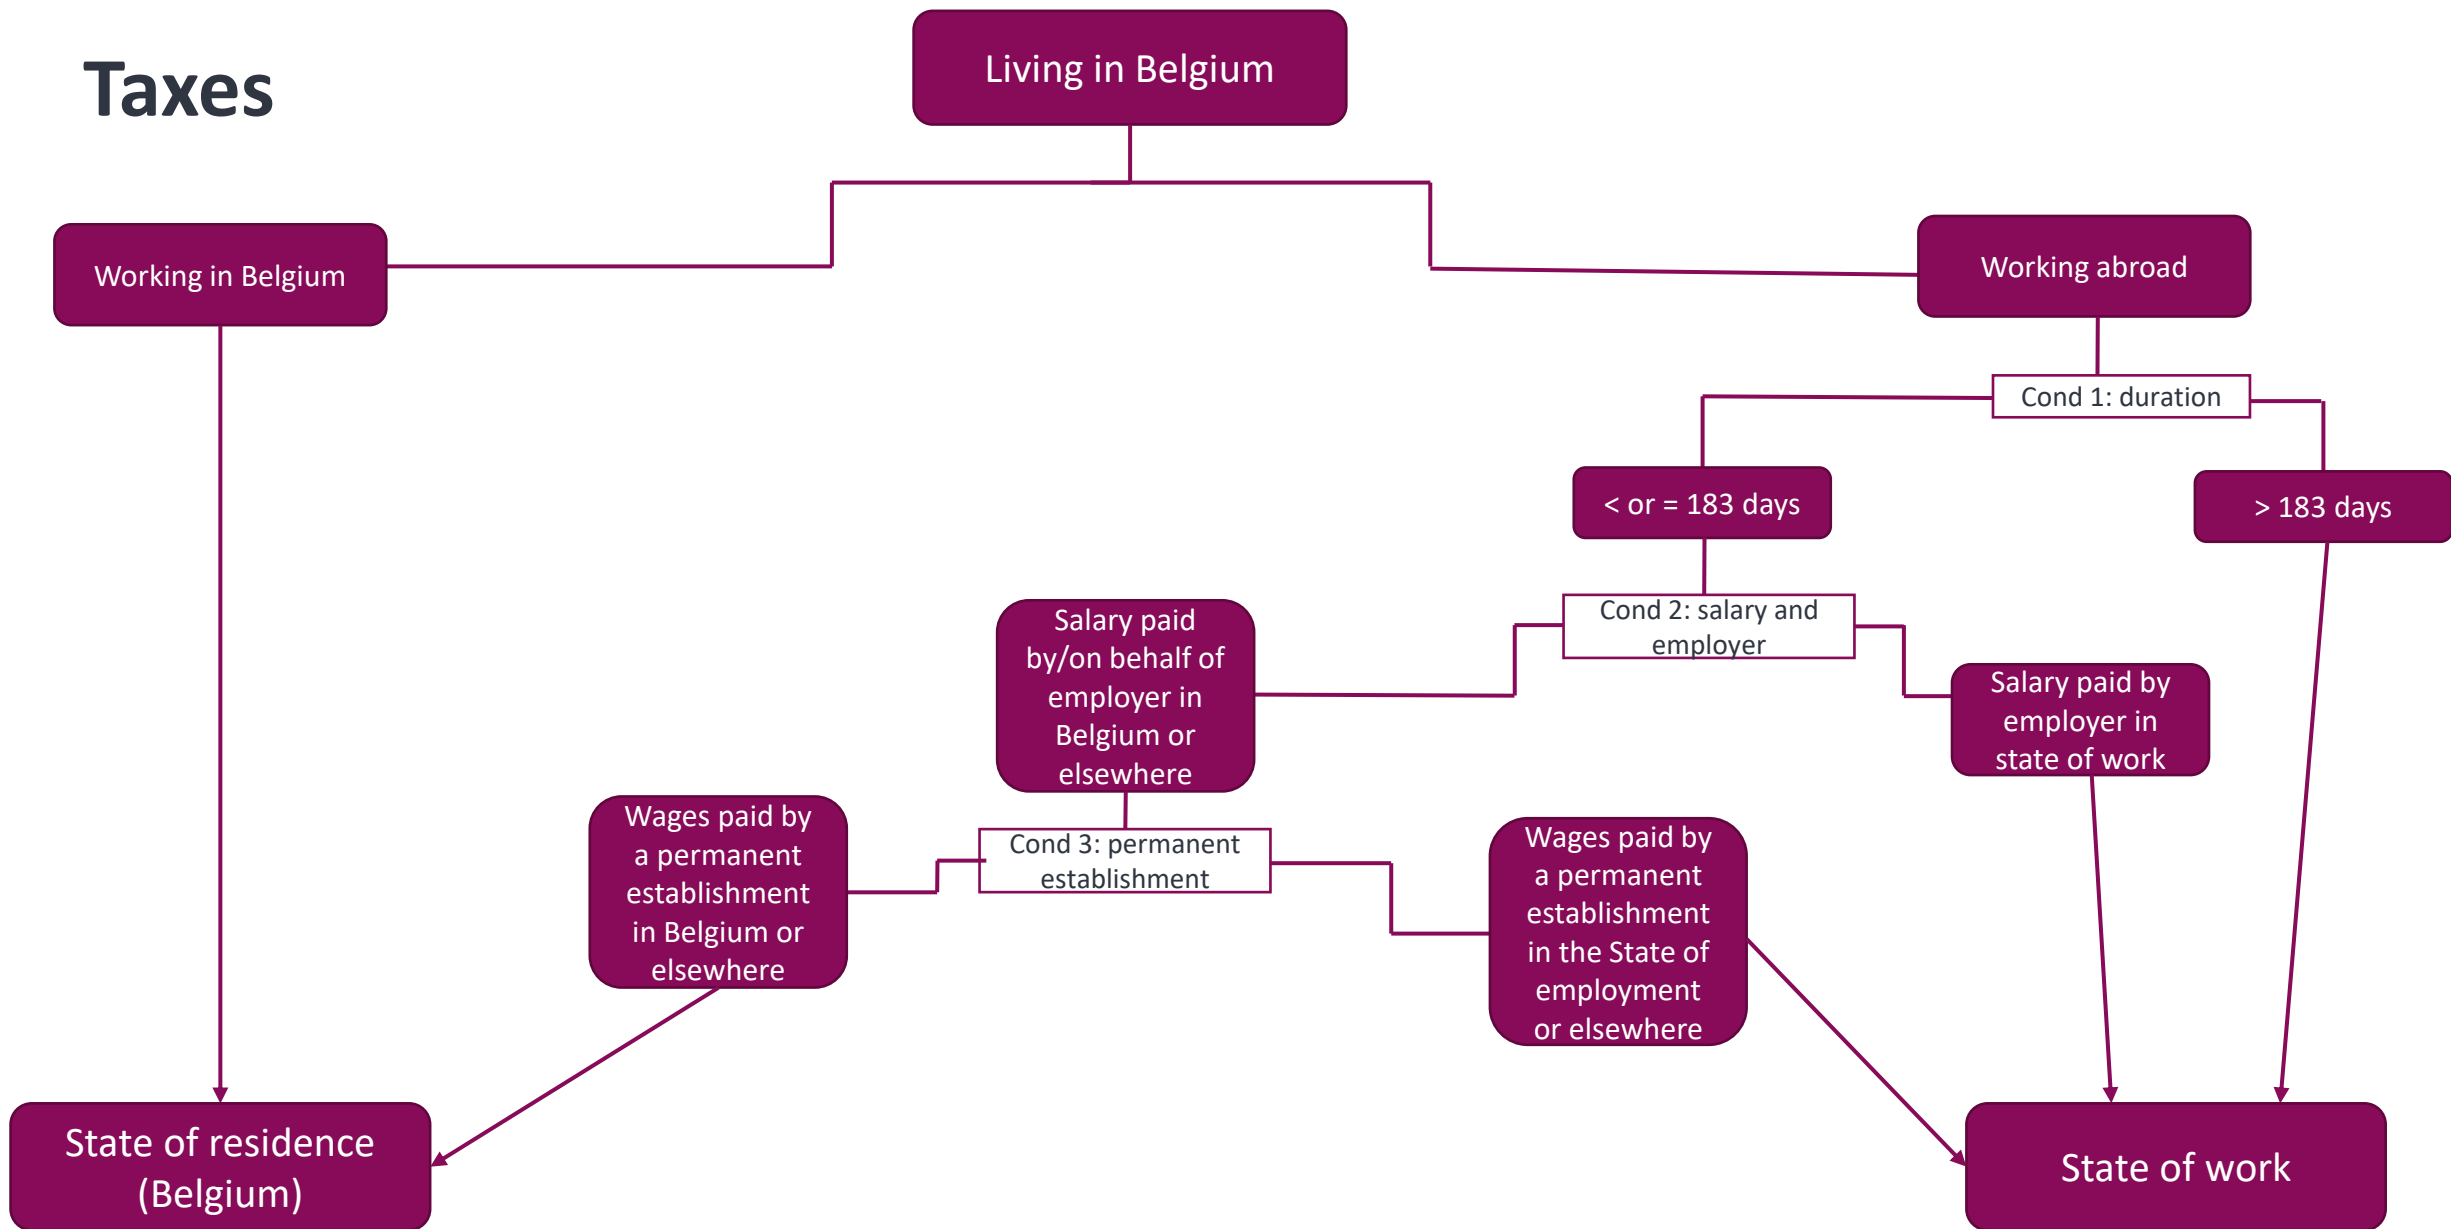 Taxes
Living in Belgium
Working in Belgium
Working abroad
Cond 1: duration
< or = 183 days
> 183 days
Cond 2: salary and
employer
Salary paid
by/on behalf of
employer in
Belgium or
elsewhere
Salary paid by
employer in
state of work
Cond 3: permanent
establishment
Wages paid by
a permanent
establishment
in Belgium or
elsewhere
Wages paid by
a permanent
establishment
in the State of
employment
or elsewhere
State of residence
(Belgium)
State of work